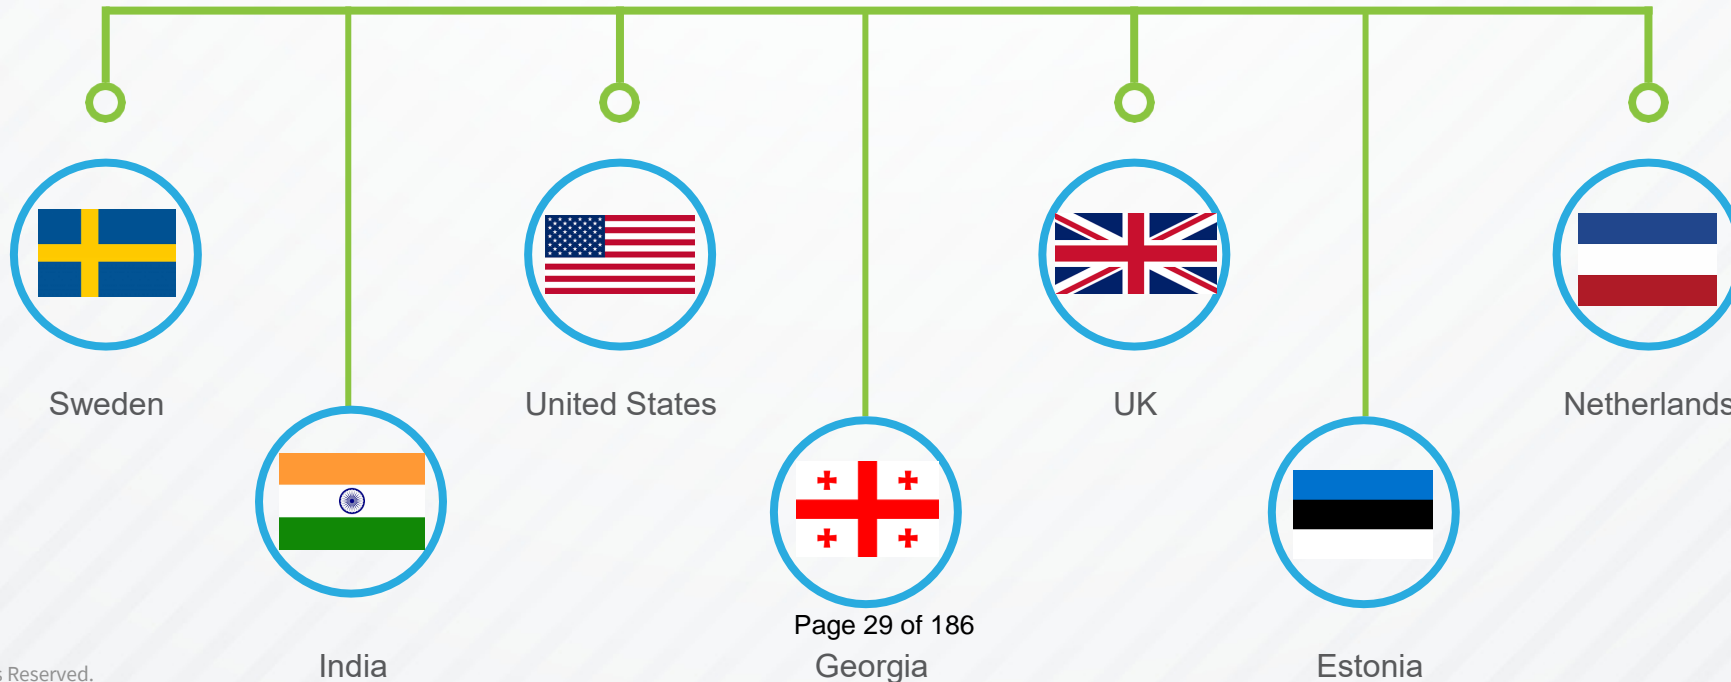 Sweden
United States
UK
Netherlands
Page 29 of 186
India
Georgia
Estonia
Reserved.